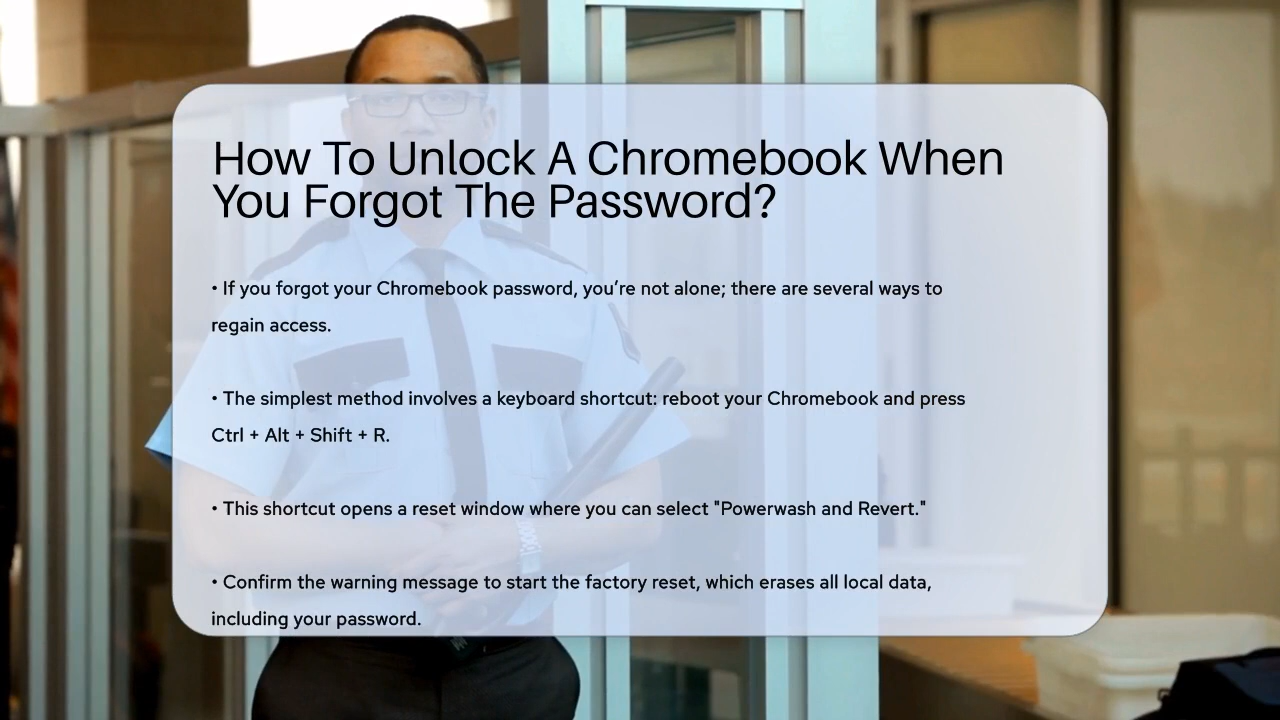 How To Unlock A Chromebook When
You Forgot The Password?
• If you forgot your Chromebook password, you’re not alone; there are several ways to
regain access.
• The simplest method involves a keyboard shortcut: reboot your Chromebook and press
Ctrl + Alt + Shift + R.
• This shortcut opens a reset window where you can select "Powerwash and Revert."
• Confirm the warning message to start the factory reset, which erases all local data,
including your password.